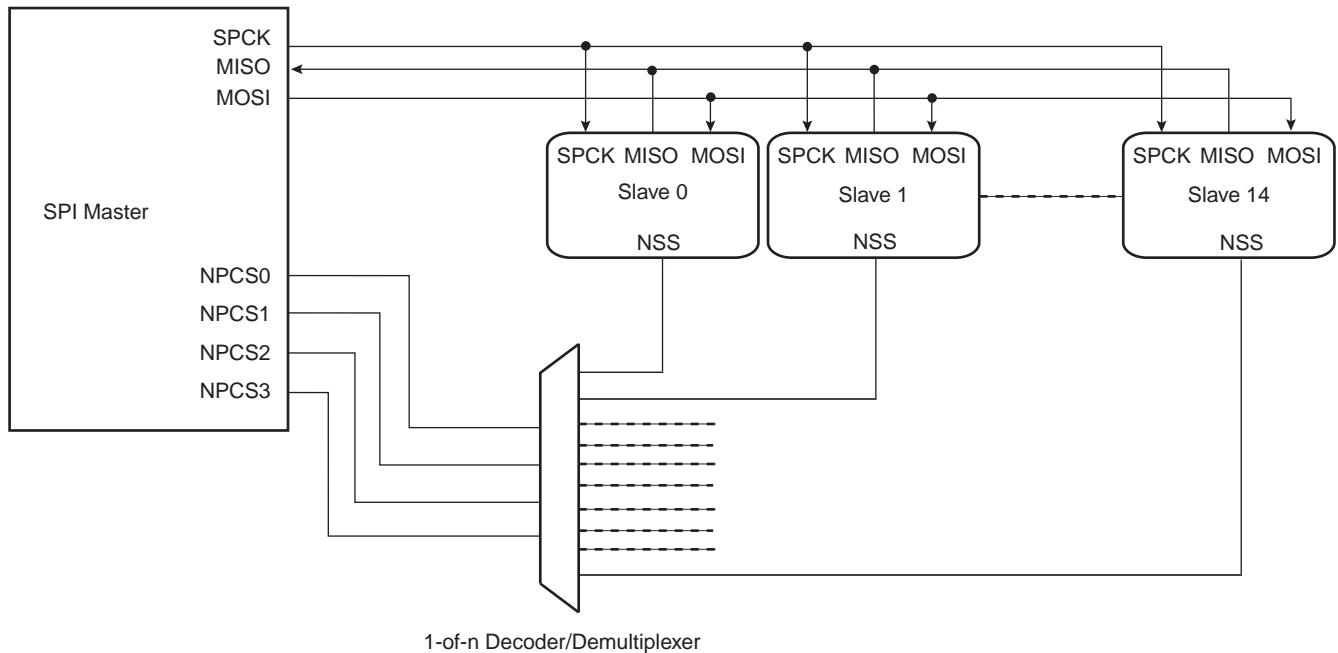 SPCK
MISO
MOSI
SPI Master
NPCS0
NPCS1
NPCS2
NPCS3
SPCK MISO MOSI
Slave 0
NSS
SPCK MISO MOSI
Slave 1
NSS
SPCK MISO MOSI
Slave 14
NSS
1-of-n Decoder/Demultiplexer